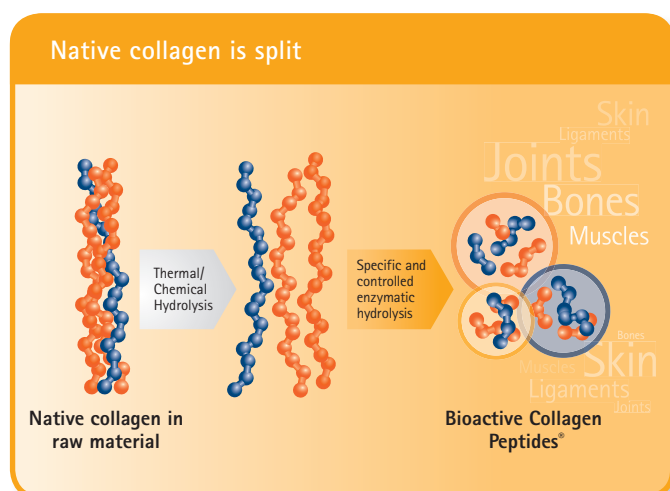 Native collagen is split
Skin
Ligaments
Joints
Bones
Muscles
Thermal/
Chemical
Hydrolysis
Specific and
controlled
enzymatic
hydrolysis
Bones
Muscles
Skin
Ligaments
Joints
Native collagen in
raw material
Bioactive Collagen
Peptides®